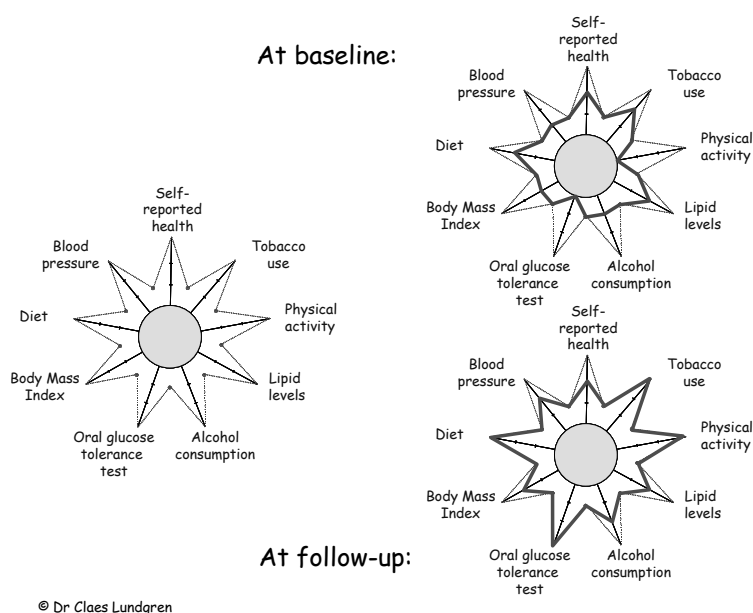 At baseline:
Self-
reported
health
Blood
pressure
Tobacco
use
Diet
Physical
activity
Body Mass
Index
Lipid
levels
Oral glucose
tolerance
test
Alcohol
consumption
Self-
reported
health
Blood
pressure
Tobacco
use
Diet
Physical
activity
Body Mass
Index
Lipid
levels
Oral glucose
tolerance
test
Alcohol
consumption
Self-
reported
health
Blood
pressure
Tobacco
use
Diet
Physical
activity
Body Mass
Index
Lipid
levels
Oral glucose
tolerance
test
Alcohol
consumption
At follow-up:
© Dr Claes Lundgren